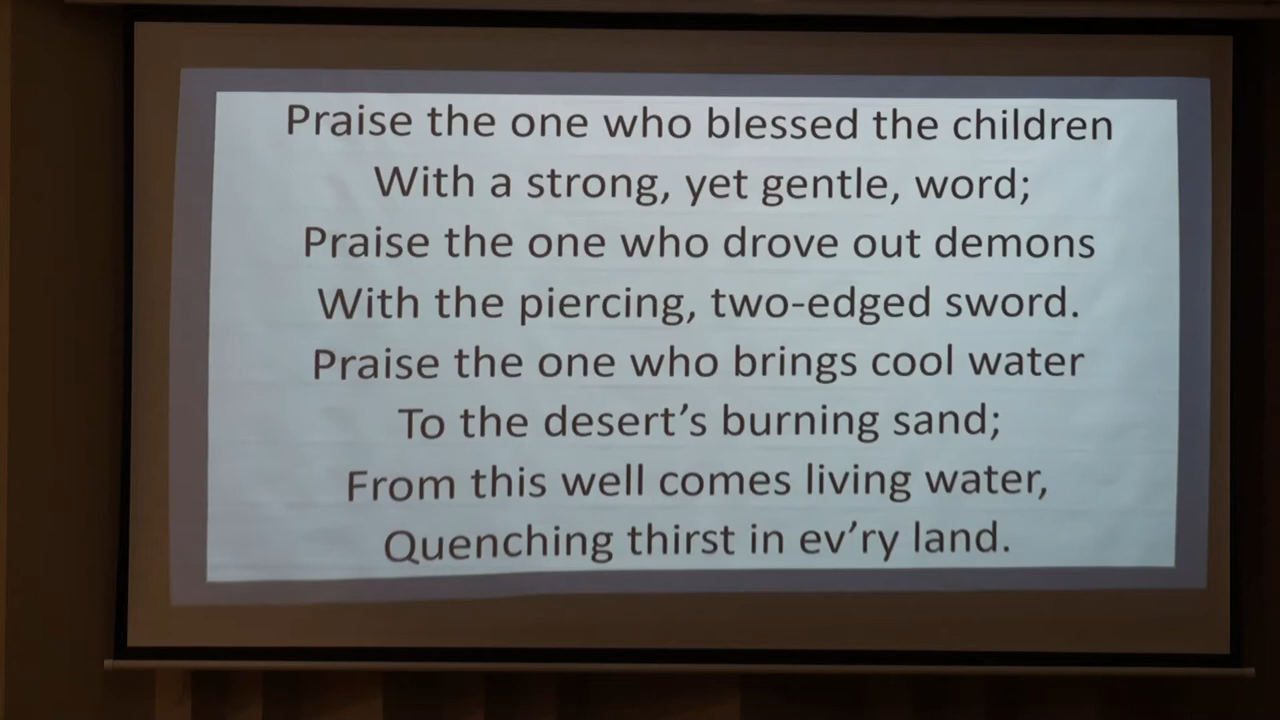 Praise the one who blessed the children
With a strong, yet gentle, word;
Praise the one who drove out demons
With the piercing, two-edged sword.
Praise the one who brings cool water
To the desert’s burning sand;
From this well comes living water,
Quenching thirst in ev’ry land.